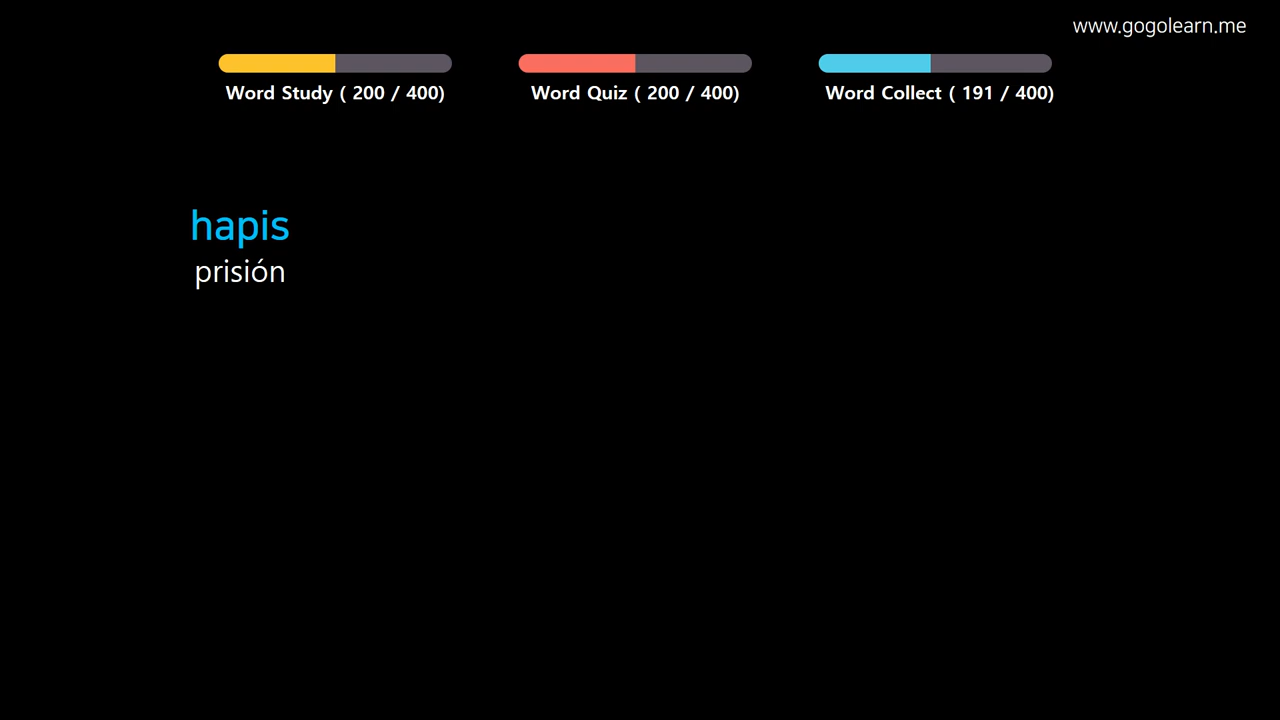 www.gogolearn.me
Word Study ( 200 / 400)
Word Quiz ( 200 / 400)
Word Collect ( 191 / 400)
hapis
prisión